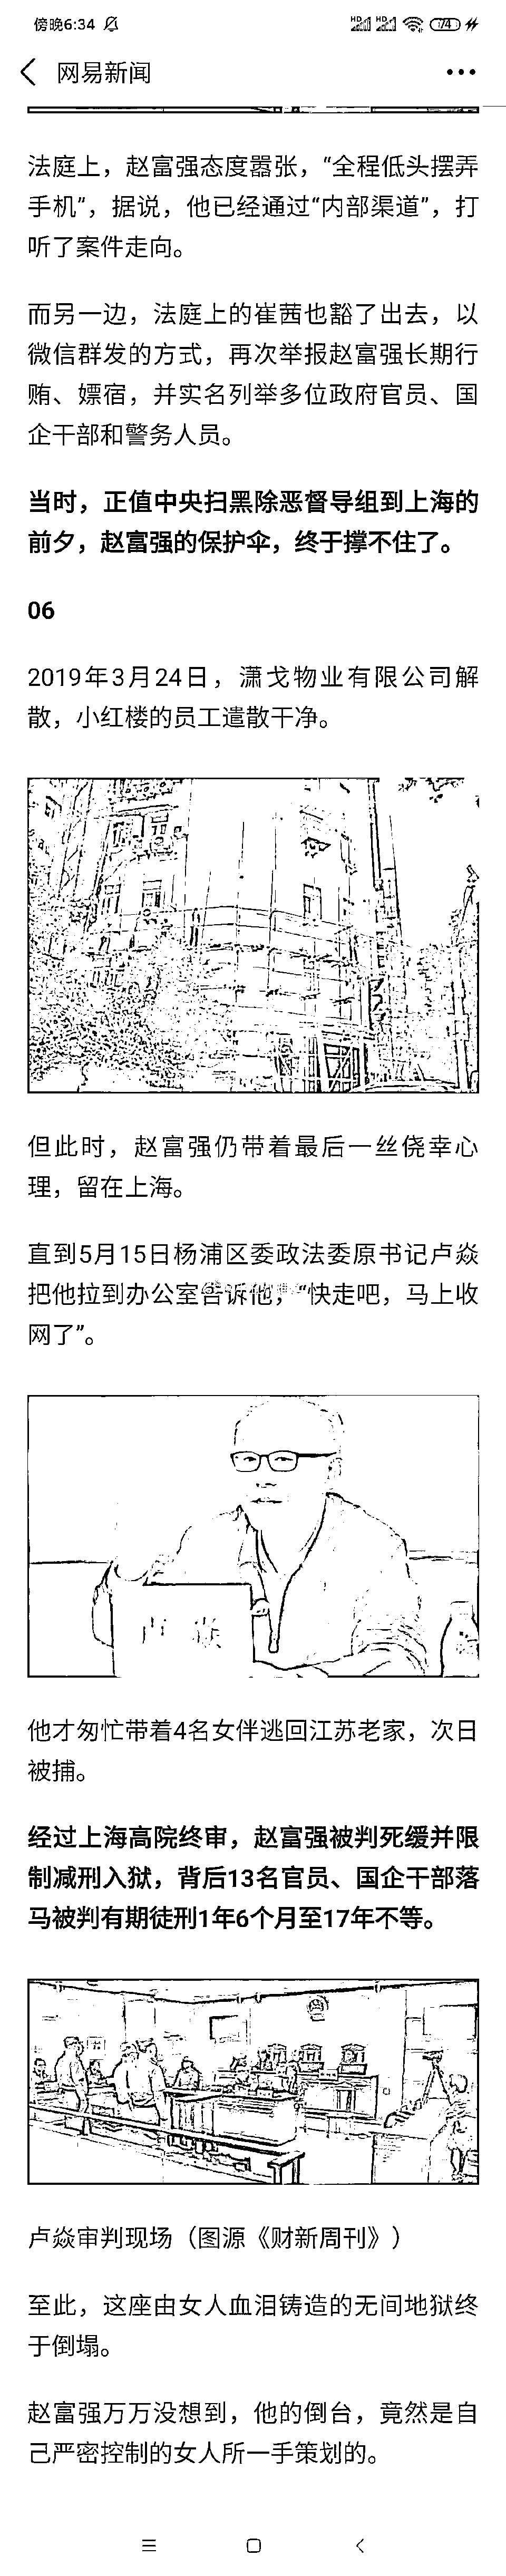 傍晚6:34
74
网易新闻
法庭上，赵富强态度嚣张，“全程低头摆弄
手机”，据说，他已经通过“内部渠道”，打
听了案件走向。
而另一边，法庭上的崔茜也豁了出去，以
微信群发的方式，再次举报赵富强长期行
贿、嫖宿，并实名列举多位政府官员、国
企干部和警务人员。
当时，正值中央扫黑除恶督导组到上海的
前夕，赵富强的保护伞，终于撑不住了。
06
2019年3月24日，潇戈物业有限公司解
散，小红楼的员工遣散干净。
但此时，赵富强仍带着最后一丝侥幸心
理，留在上海。
直到5月15日杨浦区委政法委原书记卢焱
把他拉到办公室告诉他，“快走吧，马上收
网了”。
卢焱
他才匆忙带着4名女伴逃回江苏老家，次日
被捕。
经过上海高院终审，赵富强被判死缓并限
制减刑入狱，背后13名官员、国企干部落
马被判有期徒刑1年6个月至17年不等。
卢焱审判现场（图源《财新周刊》）
至此，这座由女人血泪铸造的无间地狱终
于倒塌。
赵富强万万没想到，他的倒台，竟然是自
己严密控制的女人所一手策划的。